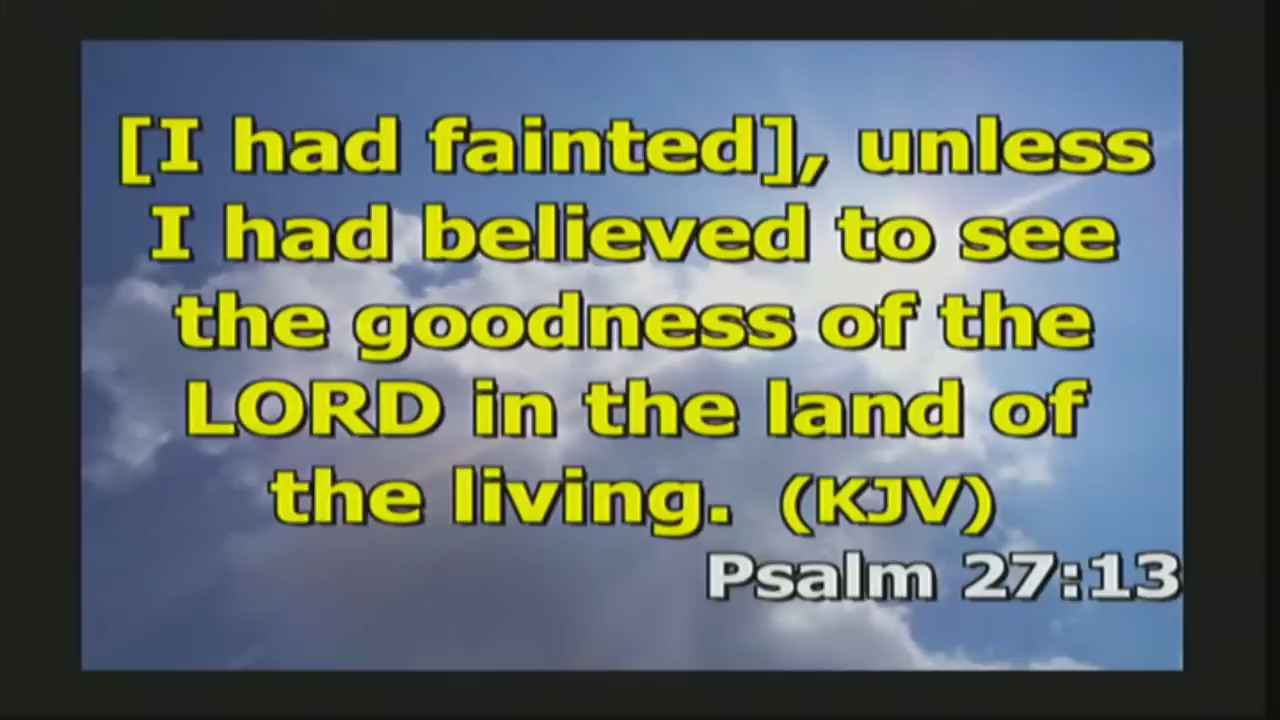 [I had fainted], unless
I had believed to see
the goodness of the
LORD in the land of
the living. (KJV)
Psalm 27:13